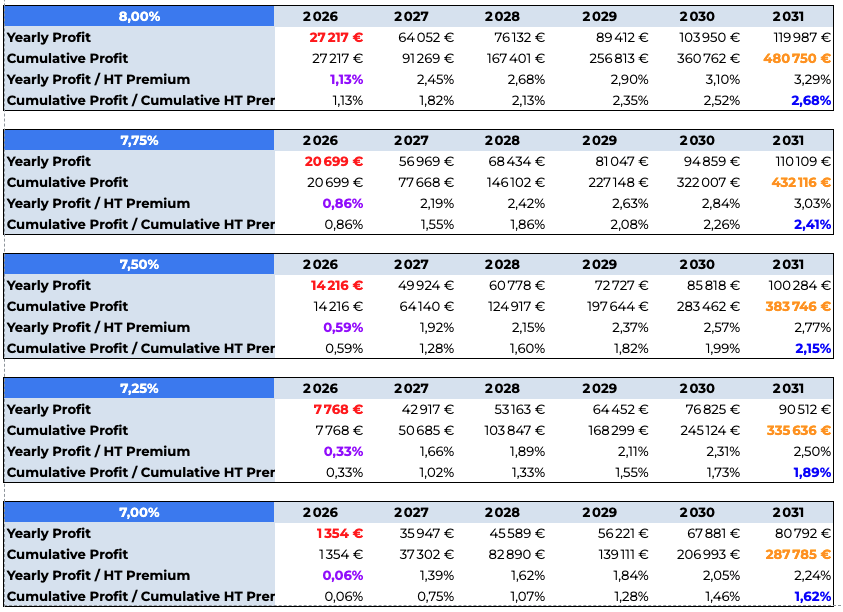 8,00% 2026 2027 2028 2029 2030 2031
Yearly Profit 27 217 € 64 052 € 76 132 € 89 412 € 103 950 € 119 987 €
Cumulative Profit 27 217 € 91 269 € 167 401 € 256 813 € 360 762 € 480 750 €
Yearly Profit / HT Premium 1,13% 2,45% 2,68% 2,90% 3,10% 3,29%
Cumulative Profit / Cumulative HT Prer 1,13% 1,82% 2,13% 2,35% 2,52% 2,68%
7,75% 2026 2027 2028 2029 2030 2031
Yearly Profit 20 699 € 56 969 € 68 434 € 81 047 € 94 859 € 110 109 €
Cumulative Profit 20 699 € 77 668 € 146 102 € 227 148 € 322 007 € 432 116 €
Yearly Profit / HT Premium 0,86% 2,19% 2,42% 2,63% 2,84% 3,03%
Cumulative Profit / Cumulative HT Prer 0,86% 1,55% 1,86% 2,08% 2,26% 2,41%
7,50% 2026 2027 2028 2029 2030 2031
Yearly Profit 14 216 € 49 924 € 60 778 € 72 727 € 85 818 € 100 284 €
Cumulative Profit 14 216 € 64 140 € 124 917 € 197 644 € 283 462 € 383 746 €
Yearly Profit / HT Premium 0,59% 1,92% 2,15% 2,37% 2,57% 2,77%
Cumulative Profit / Cumulative HT Prer 0,59% 1,28% 1,60% 1,82% 1,99% 2,15%
7,25% 2026 2027 2028 2029 2030 2031
Yearly Profit 7 768 € 42 917 € 53 163 € 64 452 € 76 825 € 90 512 €
Cumulative Profit 7 768 € 50 685 € 103 847 € 168 299 € 245 124 € 335 636 €
Yearly Profit / HT Premium 0,33% 1,66% 1,89% 2,11% 2,31% 2,50%
Cumulative Profit / Cumulative HT Prer 0,33% 1,02% 1,33% 1,55% 1,73% 1,89%
7,00% 2026 2027 2028 2029 2030 2031
Yearly Profit 1 354 € 35 947 € 45 589 € 56 221 € 67 881 € 80 792 €
Cumulative Profit 1 354 € 37 302 € 82 890 € 139 111 € 206 993 € 287 785 €
Yearly Profit / HT Premium 0,06% 1,39% 1,62% 1,84% 2,05% 2,24%
Cumulative Profit / Cumulative HT Prer 0,06% 0,75% 1,07% 1,28% 1,46% 1,62%